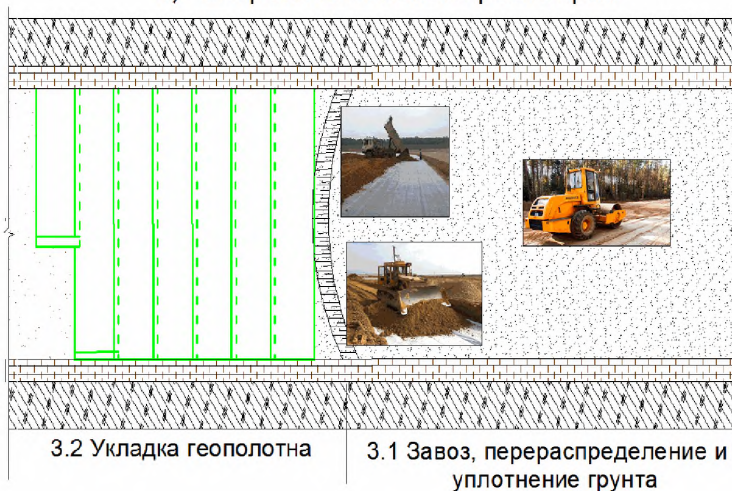 3.2 Укладка геополотна
3.1 Завоз, перераспределение и
уплотнение грунта